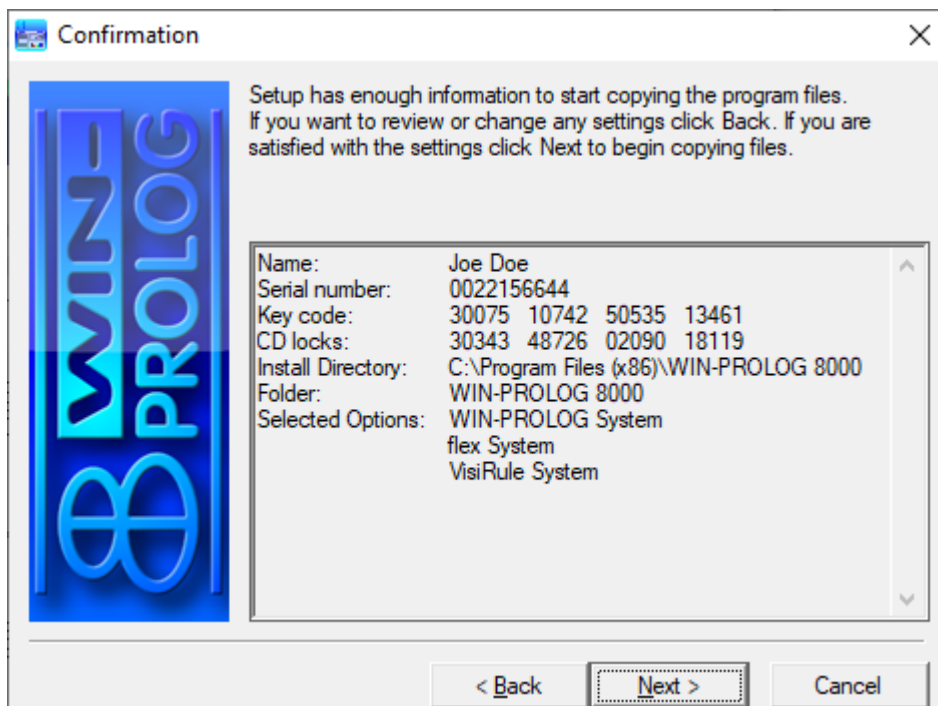 Confirmation
WIN-
PROLOG
Setup has enough information to start copying the program files.
If you want to review or change any settings click Back. If you are
satisfied with the settings click Next to begin copying files.
Name: Joe Doe
Serial number: 0022156644
Key code: 30075 10742 50535 13461
CD locks: 30343 48726 02090 18119
Install Directory: C:\Program Files (x86)\WIN-PROLOG 8000
Folder: WIN-PROLOG 8000
Selected Options: WIN-PROLOG System
flex System
VisiRule System
< Back
Next >
Cancel